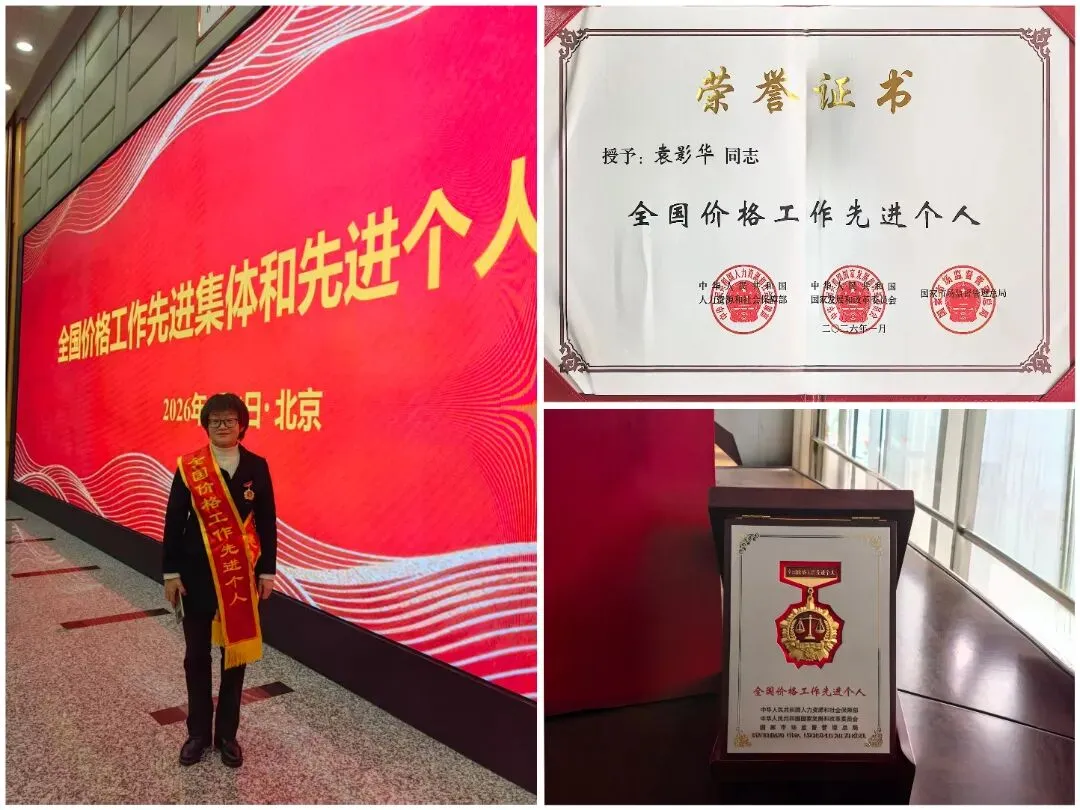 全国价格工作先进集体和先进个人
2026年
日·北京
全国价格工作先进个人
荣誉证书
授予：袁影华 同志
全国价格工作先进个人
中华人民共和国
人力资源和社会保障部
中华人民共和国
国家发展和改革委员会
国家市场监督管理总局
二〇二六年一月
全国价格工作先进个人
全国价格工作先进个人
中华人民共和国人力资源和社会保障部
中华人民共和国国家发展和改革委员会
国家市场监督管理总局